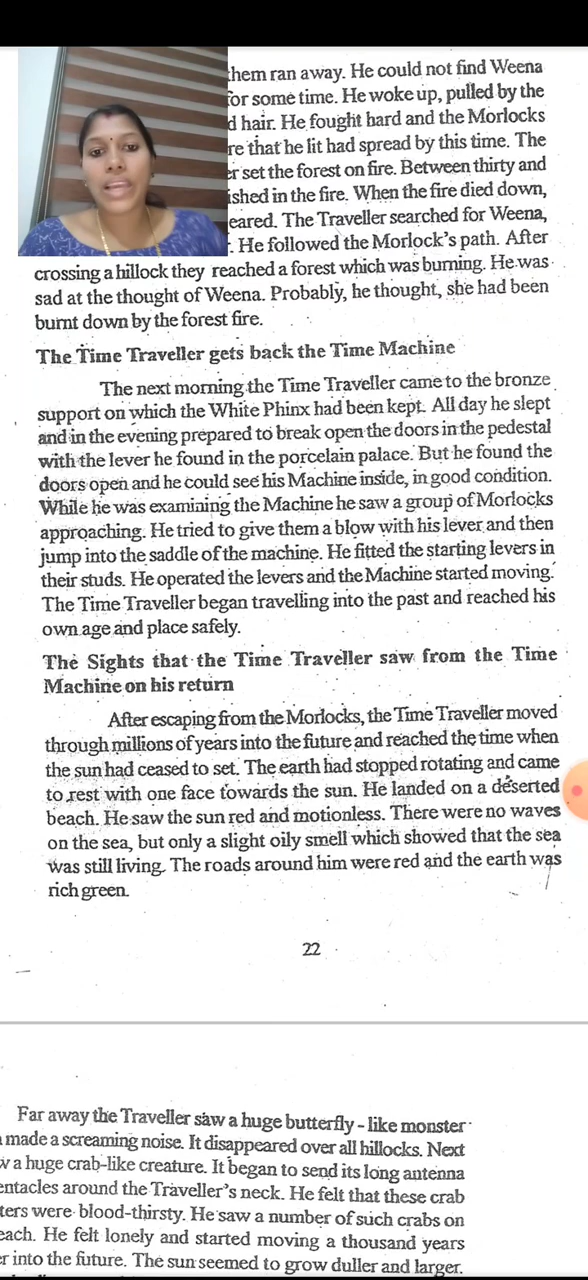 them ran away. He could not find Weena
for some time. He woke up, pulled by the
d hair. He fought hard and the Morlocks
re that he lit had spread by this time. The
er set the forest on fire. Between thirty and
ished in the fire. When the fire died down,
eared. The Traveller searched for Weena,
. He followed the Morlock's path. After
crossing a hillock they reached a forest which was burning. He was
sad at the thought of Weena. Probably, he thought, she had been
burnt down by the forest fire.
The Time Traveller gets back the Time Machine
The next morning the Time Traveller came to the bronze
support on which the White Phinx had been kept. All day he slept
and in the evening prepared to break open the doors in the pedestal
with the lever he found in the porcelain palace. But he found the
doors open and he could see his Machine inside, in good condition.
While he was examining the Machine he saw a group of Morlocks
approaching. He tried to give them a blow with his lever and then
jump into the saddle of the machine. He fitted the starting levers in
their studs. He operated the levers and the Machine started moving.
The Time Traveller began travelling into the past and reached his
own age and place safely.
The Sights that the Time Traveller saw from the Time
Machine on his return
After escaping from the Morlocks, the Time Traveller moved
through millions of years into the future and reached the time when
the sun had ceased to set. The earth had stopped rotating and came
to rest with one face towards the sun. He landed on a deserted
beach. He saw the sun red and motionless. There were no waves
on the sea, but only a slight oily smell which showed that the sea
was still living. The roads around him were red and the earth was
rich green.
22
Far away the Traveller saw a huge butterfly - like monster
made a screaming noise. It disappeared over all hillocks. Next
w a huge crab-like creature. It began to send its long antenna
entacles around the Traveller's neck. He felt that these crab
ters were blood-thirsty. He saw a number of such crabs on
each. He felt lonely and started moving a thousand years
er into the future. The sun seemed to grow duller and larger.